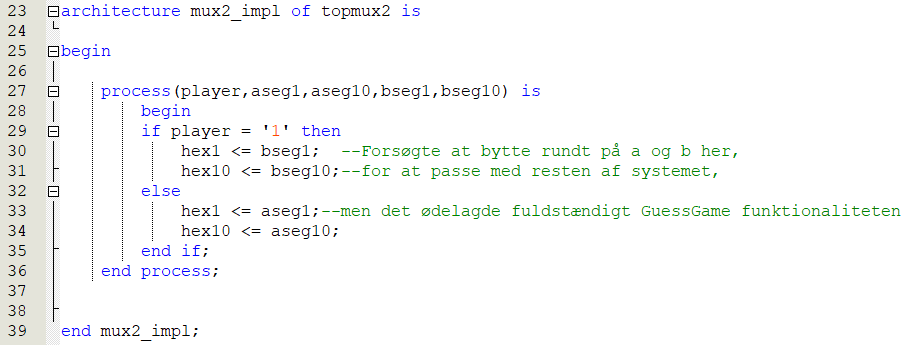 23 architecture mux2_impl of topmux2 is
24
25 begin
26
27     process(player,aseg1,aseg10,bseg1,bseg10) is
28         begin
29         if player = '1' then
30             hex1 <= bseg1;  --Forsøgte at bytte rundt på a og b her,
31             hex10 <= bseg10;--for at passe med resten af systemet,
32         else
33             hex1 <= aseg1;--men det ødelagde fuldstændigt GuessGame funktionaliteten
34             hex10 <= aseg10;
35         end if;
36     end process;
37
38
39 end mux2_impl;